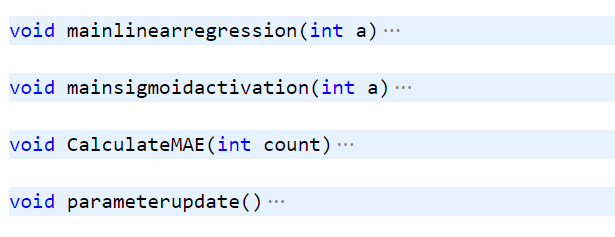 void mainlinearregression(int a)···
void mainsigmoidactivation(int a)···
void CalculateMAE(int count)···
void parameterupdate()···